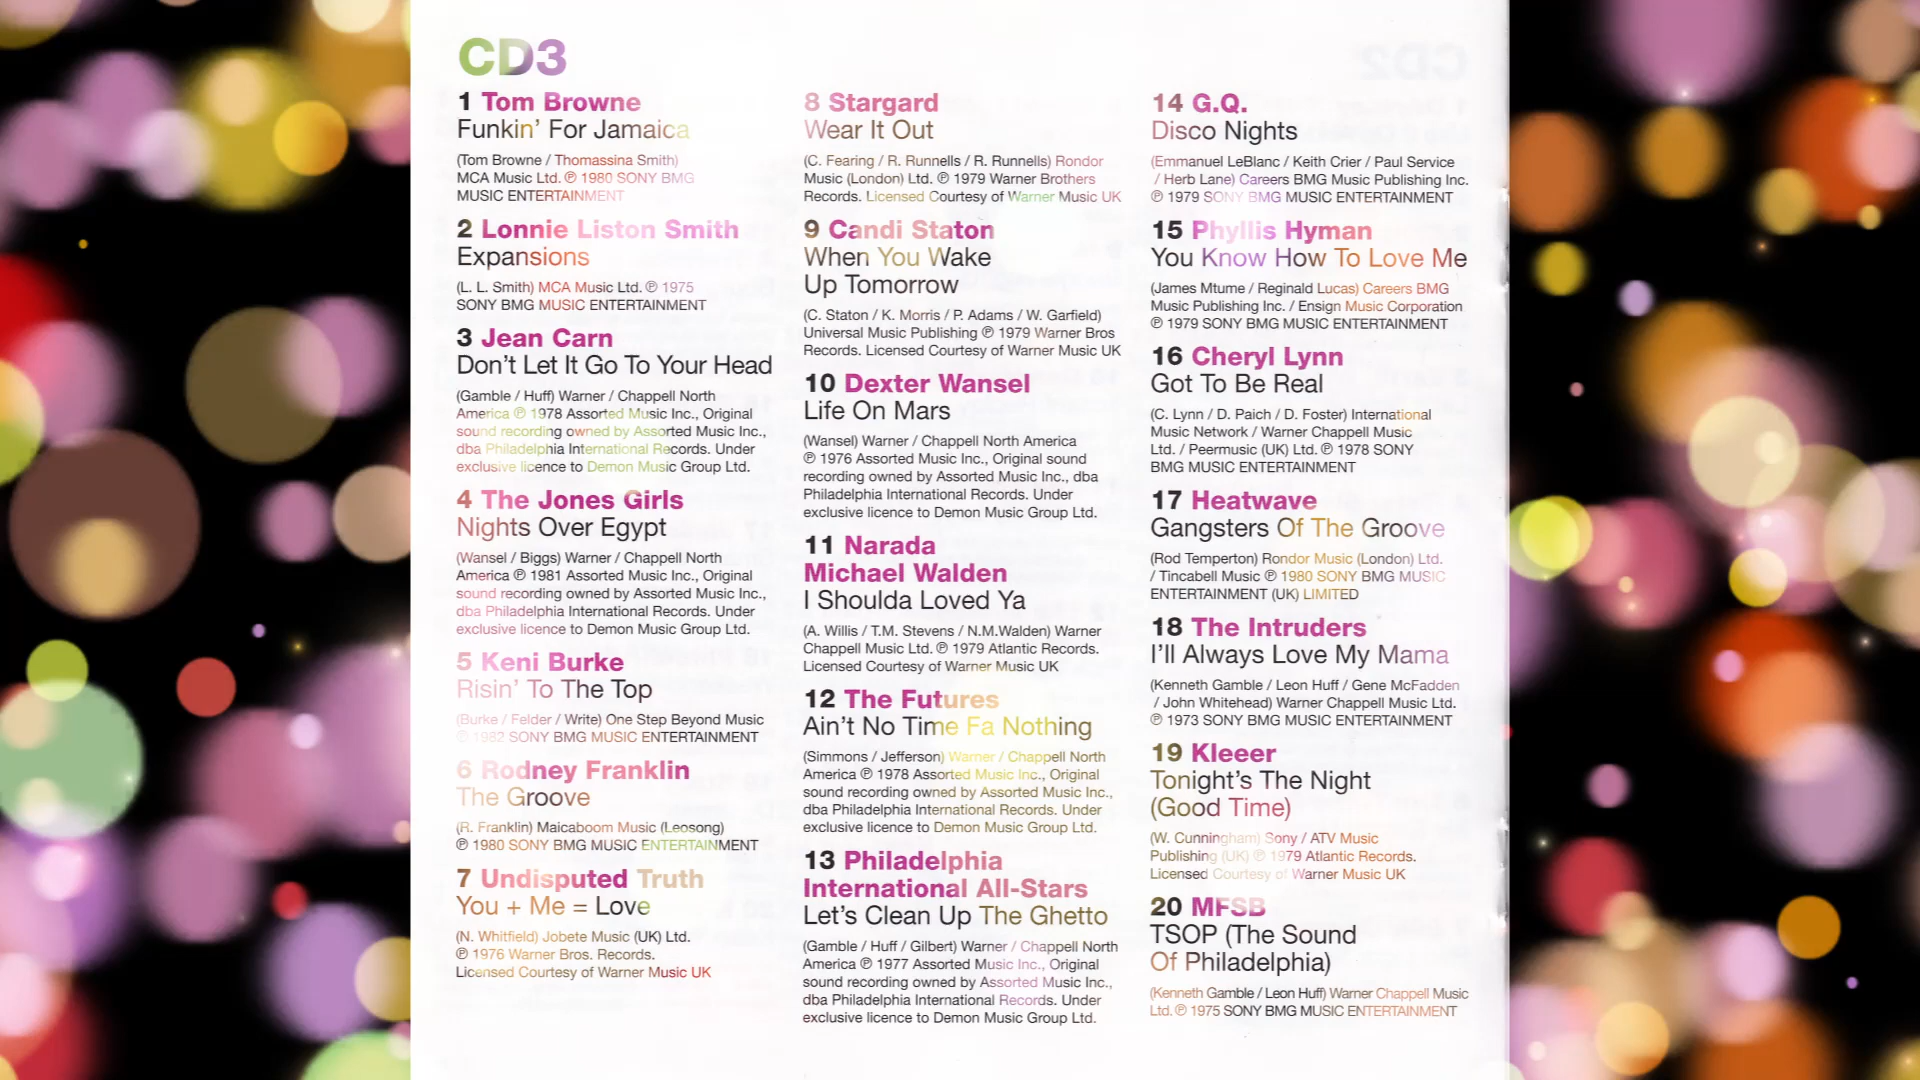 CD3
1 Tom Browne
Funkin' For Jamaica
(Tom Browne / Thomassina Smith)
MCA Music Ltd. ℗ 1980 SONY BMG
MUSIC ENTERTAINMENT
2 Lonnie Liston Smith
Expansions
(L. L. Smith) MCA Music Ltd. ℗ 1975
SONY BMG MUSIC ENTERTAINMENT
3 Jean Carn
Don't Let It Go To Your Head
(Gamble / Huff) Warner / Chappell North
America ℗ 1978 Assorted Music Inc., Original
sound recording owned by Assorted Music Inc.,
dba Philadelphia International Records. Under
exclusive licence to Demon Music Group Ltd.
4 The Jones Girls
Nights Over Egypt
(Wansel / Biggs) Warner / Chappell North
America ℗ 1981 Assorted Music Inc., Original
sound recording owned by Assorted Music Inc.,
dba Philadelphia International Records. Under
exclusive licence to Demon Music Group Ltd.
5 Keni Burke
Risin' To The Top
(Burke / Felder / Write) One Step Beyond Music
℗ 1982 SONY BMG MUSIC ENTERTAINMENT
6 Rodney Franklin
The Groove
(R. Franklin) Maicaboom Music (Leosong)
℗ 1980 SONY BMG MUSIC ENTERTAINMENT
7 Undisputed Truth
You + Me = Love
(N. Whitfield) Jobete Music (UK) Ltd.
℗ 1976 Warner Bros. Records.
Licensed Courtesy of Warner Music UK
8 Stargard
Wear It Out
(C. Fearing / R. Runnells / R. Runnells) Rondor
Music (London) Ltd. ℗ 1979 Warner Brothers
Records. Licensed Courtesy of Warner Music UK
9 Candi Staton
When You Wake
Up Tomorrow
(C. Staton / K. Morris / P. Adams / W. Garfield)
Universal Music Publishing ℗ 1979 Warner Bros
Records. Licensed Courtesy of Warner Music UK
10 Dexter Wansel
Life On Mars
(Wansel) Warner / Chappell North America
℗ 1976 Assorted Music Inc., Original sound
recording owned by Assorted Music Inc., dba
Philadelphia International Records. Under
exclusive licence to Demon Music Group Ltd.
11 Narada
Michael Walden
I Shoulda Loved Ya
(A. Willis / T.M. Stevens / N.M.Walden) Warner
Chappell Music Ltd. ℗ 1979 Atlantic Records.
Licensed Courtesy of Warner Music UK
12 The Futures
Ain't No Time Fa Nothing
(Simmons / Jefferson) Warner / Chappell North
America ℗ 1978 Assorted Music Inc., Original
sound recording owned by Assorted Music Inc.,
dba Philadelphia International Records. Under
exclusive licence to Demon Music Group Ltd.
13 Philadelphia
International All-Stars
Let's Clean Up The Ghetto
(Gamble / Huff / Gilbert) Warner / Chappell North
America ℗ 1977 Assorted Music Inc., Original
sound recording owned by Assorted Music Inc.,
dba Philadelphia International Records. Under
exclusive licence to Demon Music Group Ltd.
14 G.Q.
Disco Nights
(Emmanuel LeBlanc / Keith Crier / Paul Service
/ Herb Lane) Careers BMG Music Publishing Inc.
℗ 1979 SONY BMG MUSIC ENTERTAINMENT
15 Phyllis Hyman
You Know How To Love Me
(James Mtume / Reginald Lucas) Careers BMG
Music Publishing Inc. / Ensign Music Corporation
℗ 1979 SONY BMG MUSIC ENTERTAINMENT
16 Cheryl Lynn
Got To Be Real
(C. Lynn / D. Paich / D. Foster) International
Music Network / Warner Chappell Music
Ltd. / Peermusic (UK) Ltd. ℗ 1978 SONY
BMG MUSIC ENTERTAINMENT
17 Heatwave
Gangsters Of The Groove
(Rod Temperton) Rondor Music (London) Ltd.
/ Tincabell Music ℗ 1980 SONY BMG MUSIC
ENTERTAINMENT (UK) LIMITED
18 The Intruders
I'll Always Love My Mama
(Kenneth Gamble / Leon Huff / Gene McFadden
/ John Whitehead) Warner Chappell Music Ltd.
℗ 1973 SONY BMG MUSIC ENTERTAINMENT
19 Kleeer
Tonight's The Night
(Good Time)
(W. Cunningham) Sony / ATV Music
Publishing (UK) ℗ 1979 Atlantic Records.
Licensed Courtesy of Warner Music UK
20 MFSB
TSOP (The Sound
Of Philadelphia)
(Kenneth Gamble / Leon Huff) Warner Chappell Music
Ltd. ℗ 1975 SONY BMG MUSIC ENTERTAINMENT